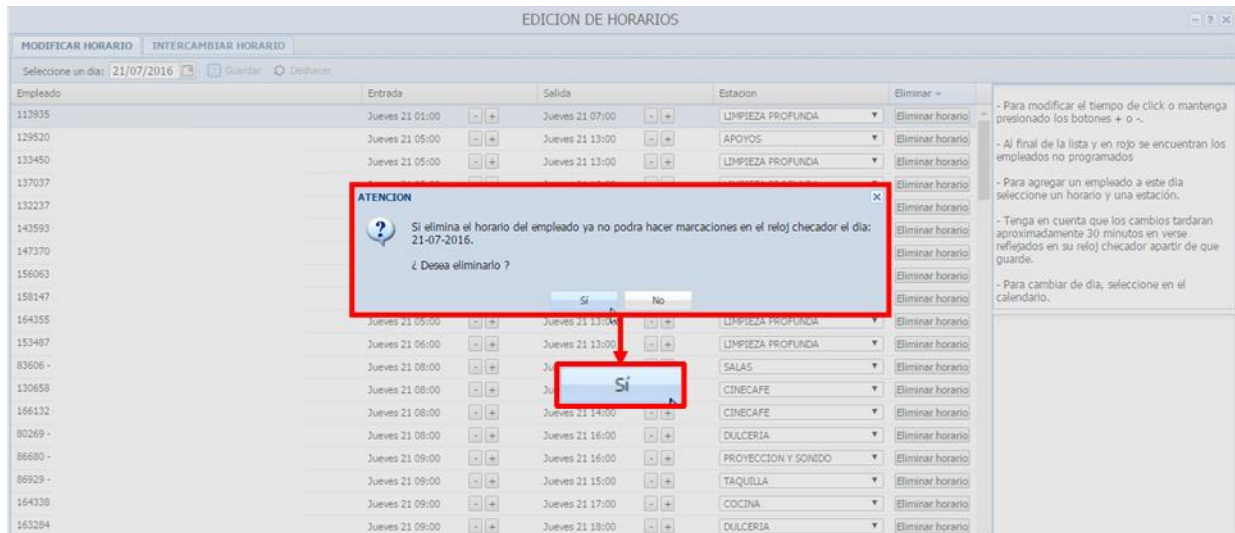 EDICION DE HORARIOS
MODIFICAR HORARIO INTERCAMBIAR HORARIO
Seleccione un dia: 21/07/2016 Guardar Deshacer
Empleado Entrada Salida Estacion Eliminar
113935 Jueves 21 01:00 - + Jueves 21 07:00 - + LIMPIEZA PROFUNDA Eliminar horario
129520 Jueves 21 05:00 - + Jueves 21 13:00 - + APOYOS Eliminar horario
133450 Jueves 21 05:00 - + Jueves 21 13:00 - + LIMPIEZA PROFUNDA Eliminar horario
137037 Eliminar horario
132237 Eliminar horario
143593 Eliminar horario
147370 Eliminar horario
156063 Eliminar horario
158147 Eliminar horario
164355 Jueves 21 05:00 - + Jueves 21 13:00 - + LIMPIEZA PROFUNDA Eliminar horario
153487 Jueves 21 06:00 - + Jueves 21 13:00 - + LIMPIEZA PROFUNDA Eliminar horario
83606 - Jueves 21 08:00 - + SALAS Eliminar horario
130658 Jueves 21 08:00 - + CINECAFE Eliminar horario
166132 Jueves 21 08:00 - + Jueves 21 14:00 - + CINECAFE Eliminar horario
80269 - Jueves 21 08:00 - + Jueves 21 16:00 - + DULCERIA Eliminar horario
86680 - Jueves 21 09:00 - + Jueves 21 16:00 - + PROYECCION Y SONIDO Eliminar horario
86929 - Jueves 21 09:00 - + Jueves 21 15:00 - + TAQUILLA Eliminar horario
164338 Jueves 21 09:00 - + Jueves 21 17:00 - + COCINA Eliminar horario
163284 Jueves 21 09:00 - + Jueves 21 18:00 - + DULCERIA Eliminar horario
ATENCION
Si elimina el horario del empleado ya no podra hacer marcaciones en el reloj checador el dia:
21-07-2016.
¿ Desea eliminarlo ?
Sí No
Sí
- Para modificar el tiempo de click o mantenga
presionado los botones + o -.
- Al final de la lista y en rojo se encuentran los
empleados no programados
- Para agregar un empleado a este dia
seleccione un horario y una estación.
- Tenga en cuenta que los cambios tardaran
aproximadamente 30 minutos en verse
reflejados en su reloj checador apartir de que
guarde.
- Para cambiar de dia, seleccione en el
calendario.